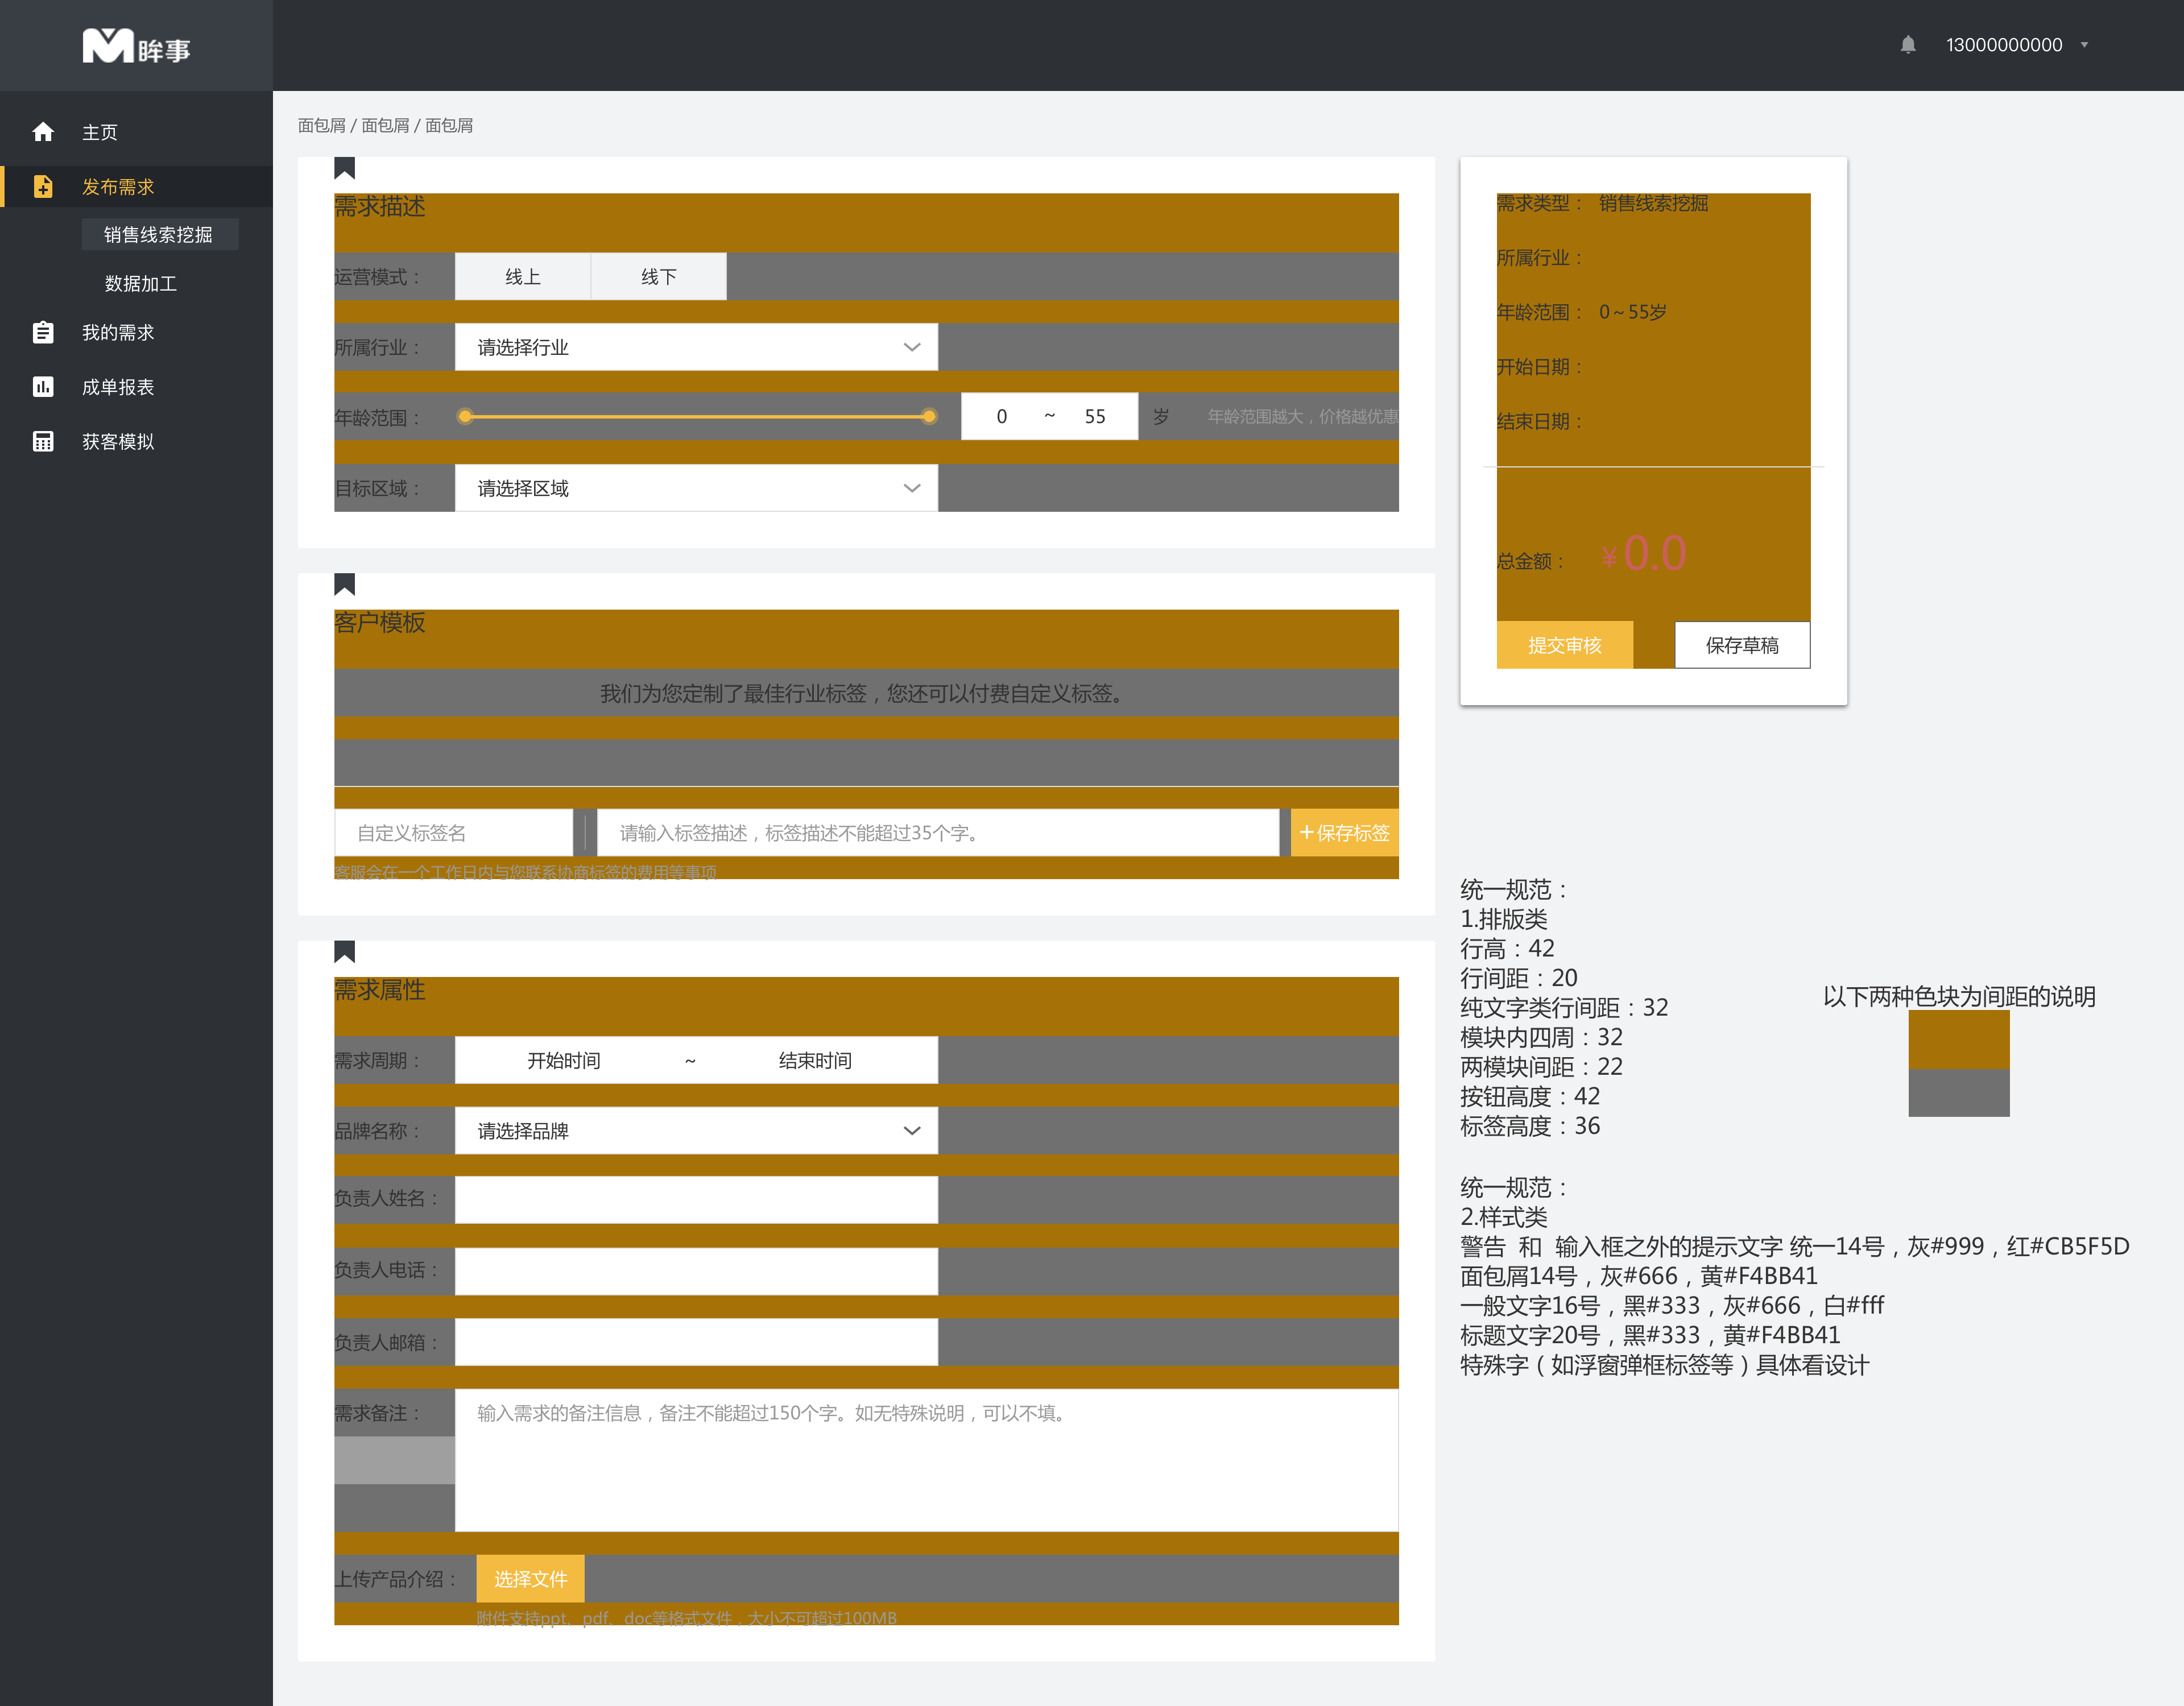 M眸事
13000000000
主页
发布需求
销售线索挖掘
数据加工
我的需求
成单报表
获客模拟
面包屑 / 面包屑 / 面包屑
需求描述
运营模式： 线上 线下
所属行业： 请选择行业
年龄范围： 0 ~ 55 岁 年龄范围越大，价格越优惠
目标区域： 请选择区域
客户模板
我们为您定制了最佳行业标签，您还可以付费自定义标签。
自定义标签名 请输入标签描述，标签描述不能超过35个字。 +保存标签
客服会在一个工作日内与您联系协商标签的费用等事项
需求属性
需求周期： 开始时间 ~ 结束时间
品牌名称： 请选择品牌
负责人姓名：
负责人电话：
负责人邮箱：
需求备注： 输入需求的备注信息，备注不能超过150个字。如无特殊说明，可以不填。
上传产品介绍： 选择文件
附件支持ppt、pdf、doc等格式文件，大小不可超过100MB
需求类型： 销售线索挖掘
所属行业：
年龄范围： 0～55岁
开始日期：
结束日期：
总金额： ¥0.0
提交审核 保存草稿
统一规范：
1.排版类
行高：42
行间距：20
纯文字类行间距：32
模块内四周：32
两模块间距：22
按钮高度：42
标签高度：36
以下两种色块为间距的说明
统一规范：
2.样式类
警告 和 输入框之外的提示文字 统一14号，灰#999，红#CB5F5D
面包屑14号，灰#666，黄#F4BB41
一般文字16号，黑#333，灰#666，白#fff
标题文字20号，黑#333，黄#F4BB41
特殊字（如浮窗弹框标签等）具体看设计